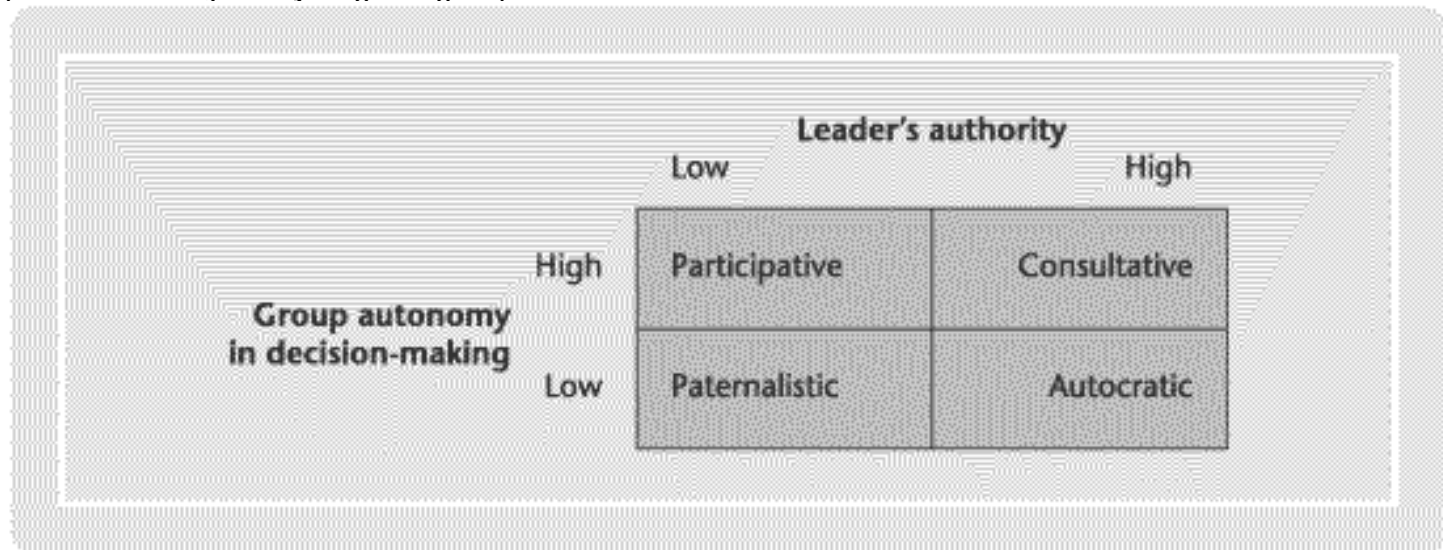 Leader's authority
Low High
High Participative Consultative
Group autonomy
in decision-making
Low Paternalistic Autocratic